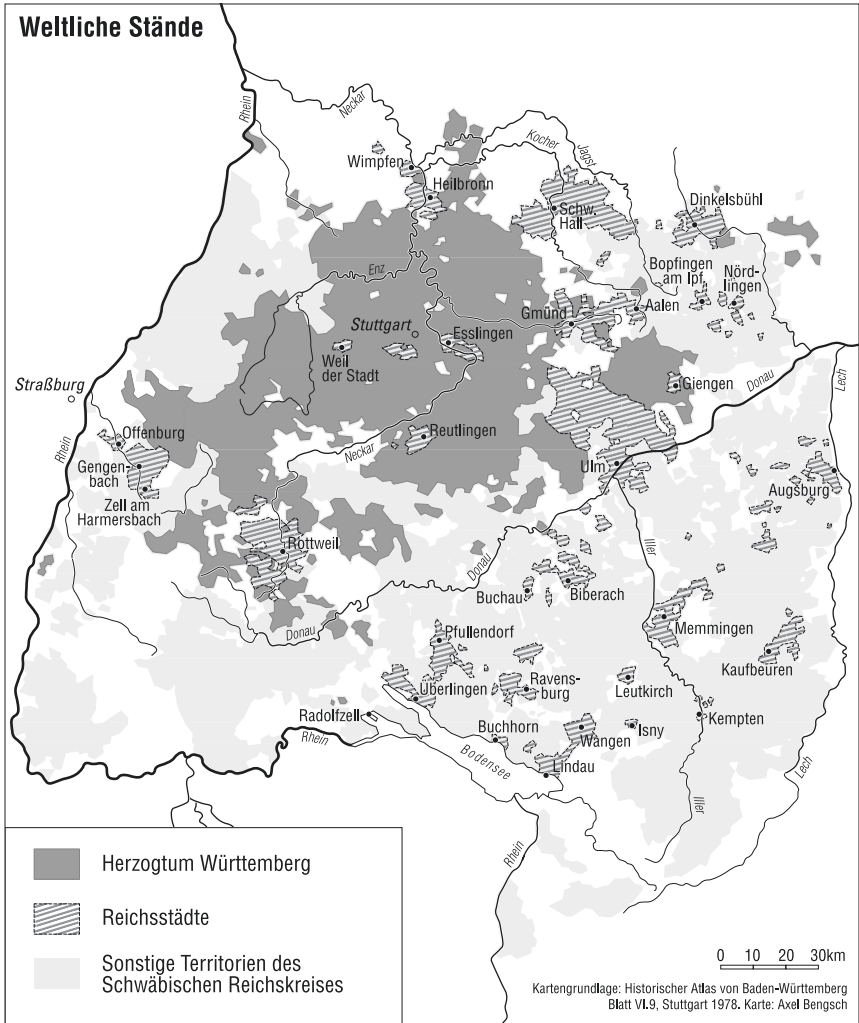 Weltliche Stände
Rhein
Neckar
Wimpfen
Heilbronn
Kocher
Jagst
Schw.
Hall
Dinkelsbühl
Enz
Bopfingen
am Ipf
Nörd-
lingen
Gmünd
Aalen
Stuttgart
Esslingen
Weil
der Stadt
Giengen
Donau
Lech
Straßburg
Rhein
Offenburg
Gengen-
bach
Zell am
Harmersbach
Reutlingen
Neckar
Ulm
Augsburg
Iller
Rottweil
Donau
Buchau
Biberach
Donau
Memmingen
Pfullendorf
Kaufbeuren
Überlingen
Ravens-
burg
Leutkirch
Radolfzell
Kempten
Buchhorn
Wangen
Isny
Rhein
Bodensee
Lindau
Lech
Iller
Rhein
Herzogtum Württemberg
Reichsstädte
Sonstige Territorien des
Schwäbischen Reichskreises
0 10 20 30km
Kartengrundlage: Historischer Atlas von Baden-Württemberg
Blatt VI.9, Stuttgart 1978. Karte: Axel Bengsch